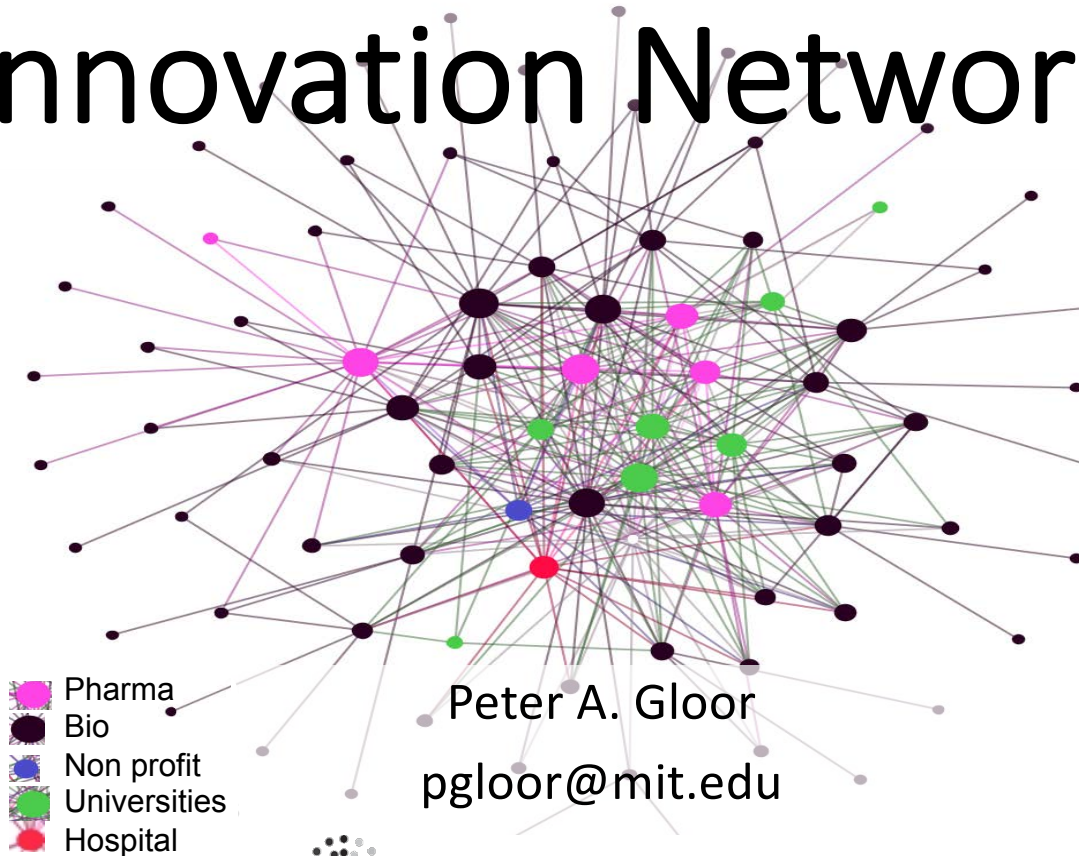 nnovation Networ
Peter A. Gloor
pgloor@mit.edu
Pharma
Bio
Non profit
Universities
Hospital